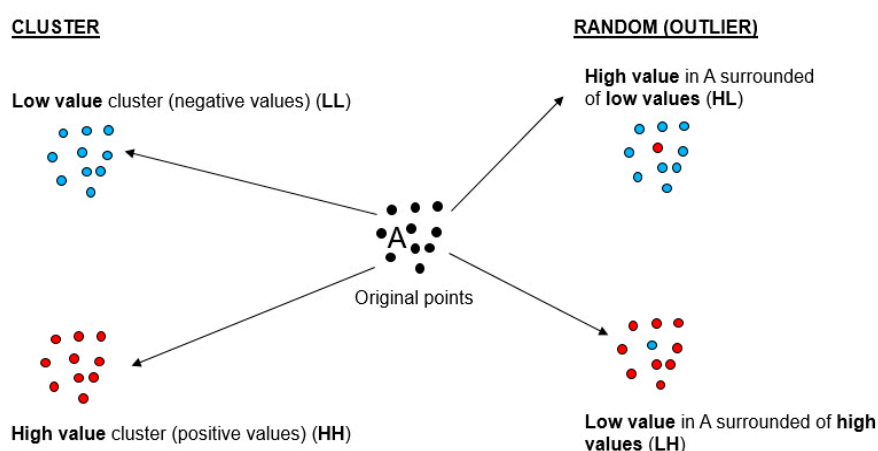 CLUSTER
Low value cluster (negative values) (LL)
RANDOM (OUTLIER)
High value in A surrounded
of low values (HL)
A
Original points
High value cluster (positive values) (HH)
Low value in A surrounded of high
values (LH)